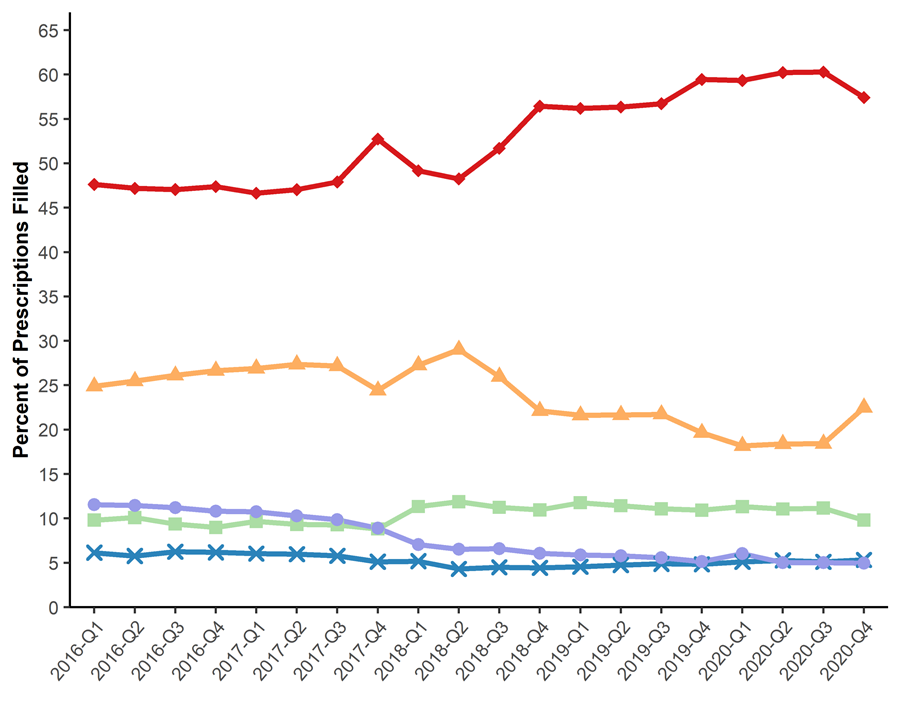 Percent of Prescriptions Filled
65
60
55
50
45
40
35
30
25
20
15
10
5
0
2016-Q1
2016-Q2
2016-Q3
2016-Q4
2017-Q1
2017-Q2
2017-Q3
2017-Q4
2018-Q1
2018-Q2
2018-Q3
2018-Q4
2019-Q1
2019-Q2
2019-Q3
2019-Q4
2020-Q1
2020-Q2
2020-Q3
2020-Q4